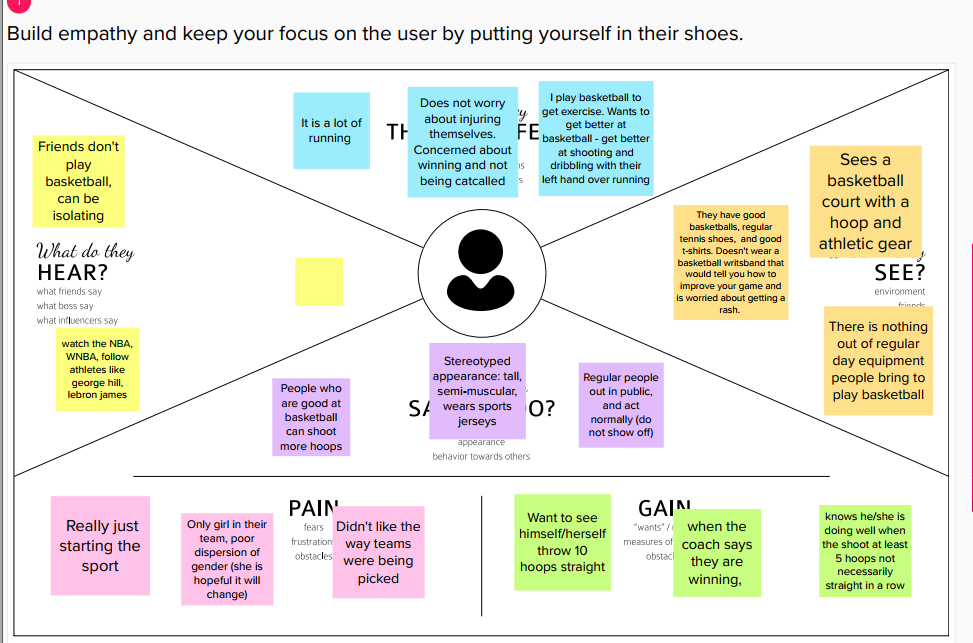 1
Build empathy and keep your focus on the user by putting yourself in their shoes.
It is a lot of
running
Does not worry
about injuring
themselves.
Concerned about
winning and not
being catcalled
I play basketball to
get exercise. Wants to
get better at
basketball - get better
at shooting and
dribbling with their
left hand over running
Friends don't
play
basketball,
can be
isolating
What do they
HEAR?
what friends say
what boss say
what influencers say
watch the NBA,
WNBA, follow
athletes like
george hill,
lebron james
Sees a
basketball
court with a
hoop and
athletic gear
They have good
basketballs, regular
tennis shoes, and good
t-shirts. Doesn't wear a
basketball writsband that
would tell you how to
improve your game and
is worried about getting a
rash.
SEE?
environment
friends
There is nothing
out of regular
day equipment
people bring to
play basketball
People who
are good at
basketball
can shoot
more hoops
Stereotyped
appearance: tall,
semi-muscular,
wears sports
jerseys
Regular people
out in public,
and act
normally (do
not show off)
appearance
behavior towards others
PAIN
fears
frustration
obstacles
Really just
starting the
sport
Only girl in their
team, poor
dispersion of
gender (she is
hopeful it will
change)
Didn't like the
way teams
were being
picked
GAIN
"wants" /
measures of
obstac
Want to see
himself/herself
throw 10
hoops straight
when the
coach says
they are
winning,
knows he/she is
doing well when
the shoot at least
5 hoops not
necessarily
straight in a row